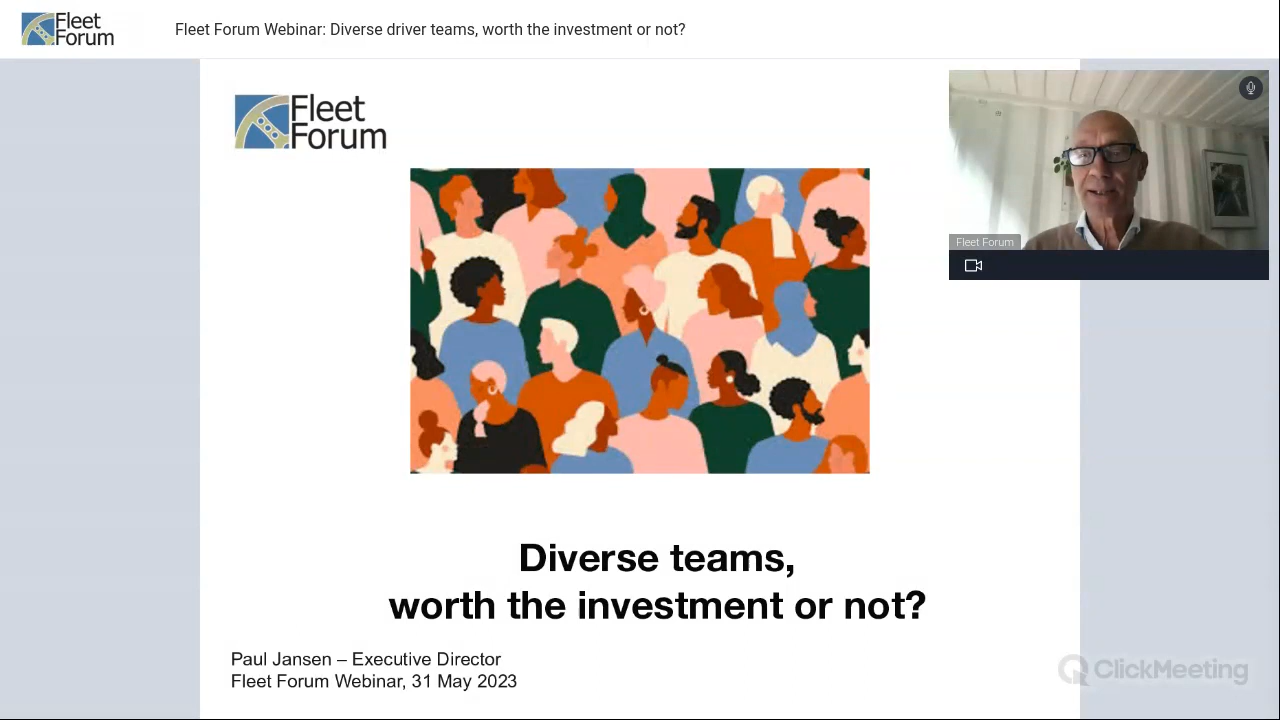 Fleet
Forum
Fleet Forum Webinar: Diverse driver teams, worth the investment or not?
Fleet
Forum
Fleet Forum
Diverse teams,
worth the investment or not?
Paul Jansen – Executive Director
Fleet Forum Webinar, 31 May 2023
ClickMeeting